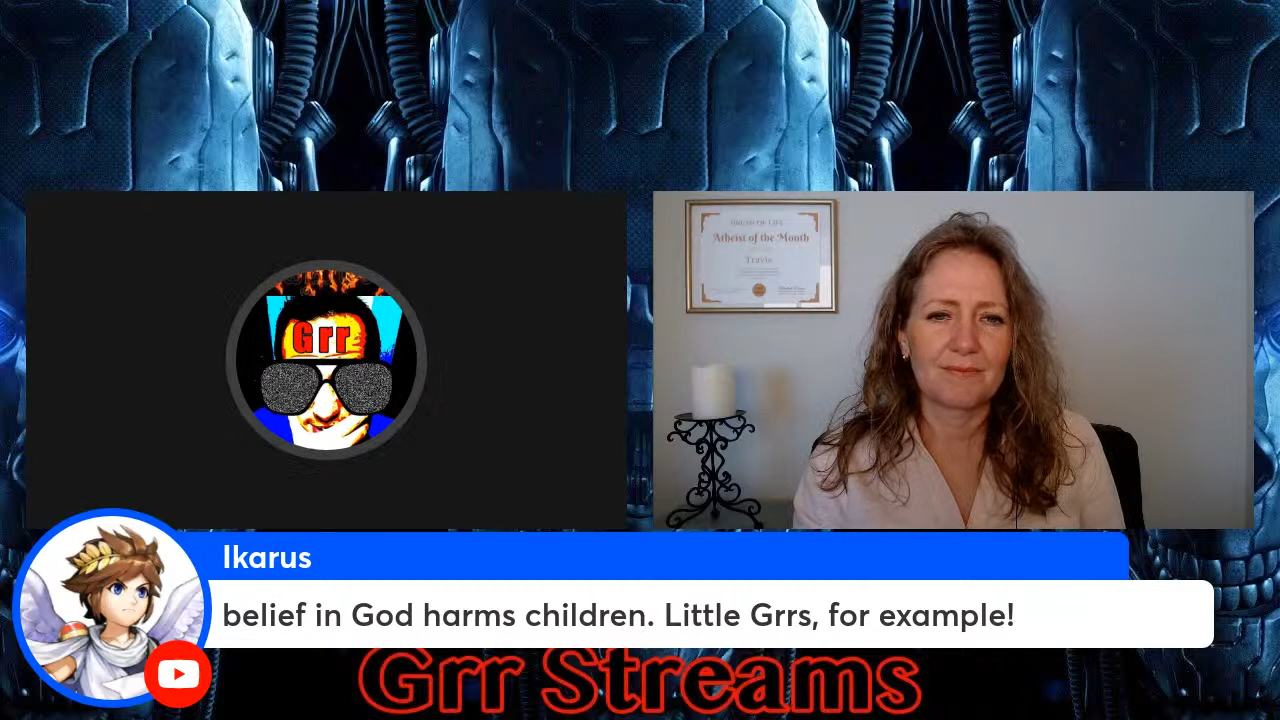 Atheist of the Month
Travis
Grr
Ikarus
belief in God harms children. Little Grrs, for example!
Grr Streams